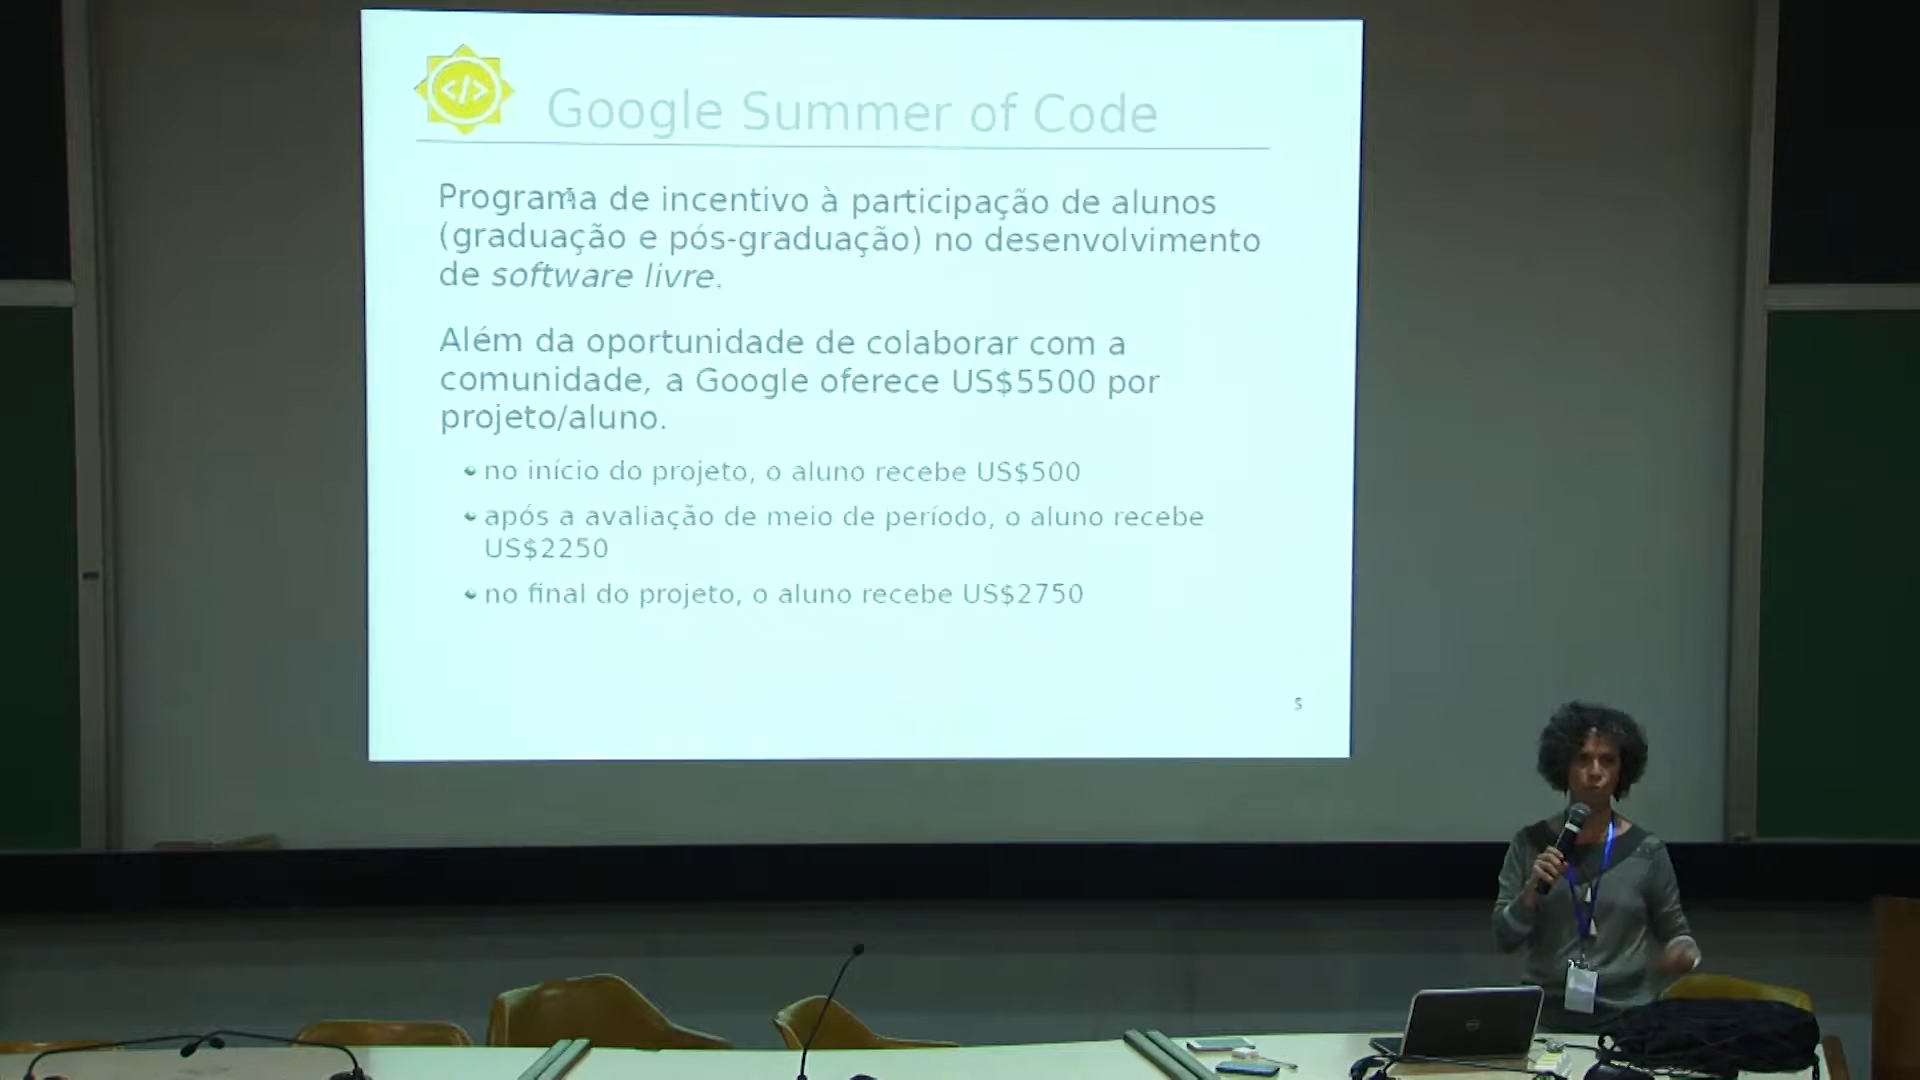 </>
Google Summer of Code
Programa de incentivo à participação de alunos
(graduação e pós-graduação) no desenvolvimento
de software livre.
Além da oportunidade de colaborar com a
comunidade, a Google oferece US$5500 por
projeto/aluno.
no início do projeto, o aluno recebe US$500
após a avaliação de meio de período, o aluno recebe
US$2250
no final do projeto, o aluno recebe US$2750
5